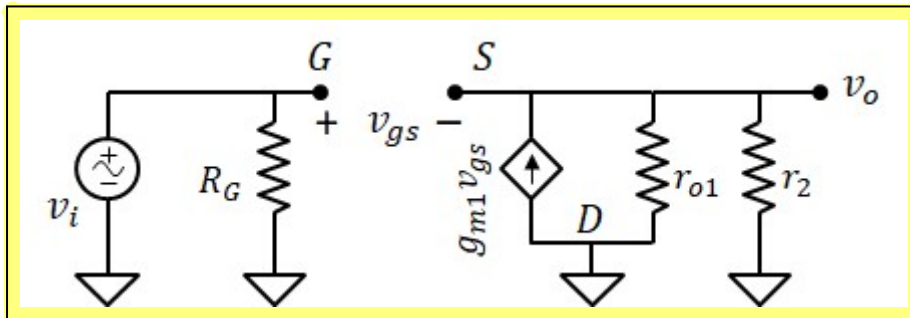 G
S
v_o
+ v_gs −
+
−
v_i
R_G
g_m1 v_gs
r_o1
r_2
D